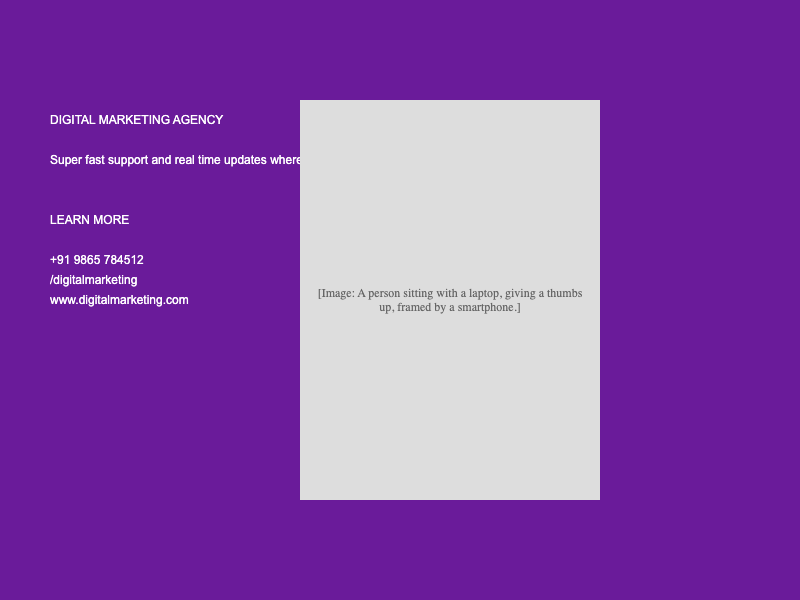 DIGITAL MARKETING AGENCY
Super fast support and real time updates where
LEARN MORE
+91 9865 784512
/digitalmarketing
www.digitalmarketing.com
[Image: A person sitting with a laptop, giving a thumbs
up, framed by a smartphone.]